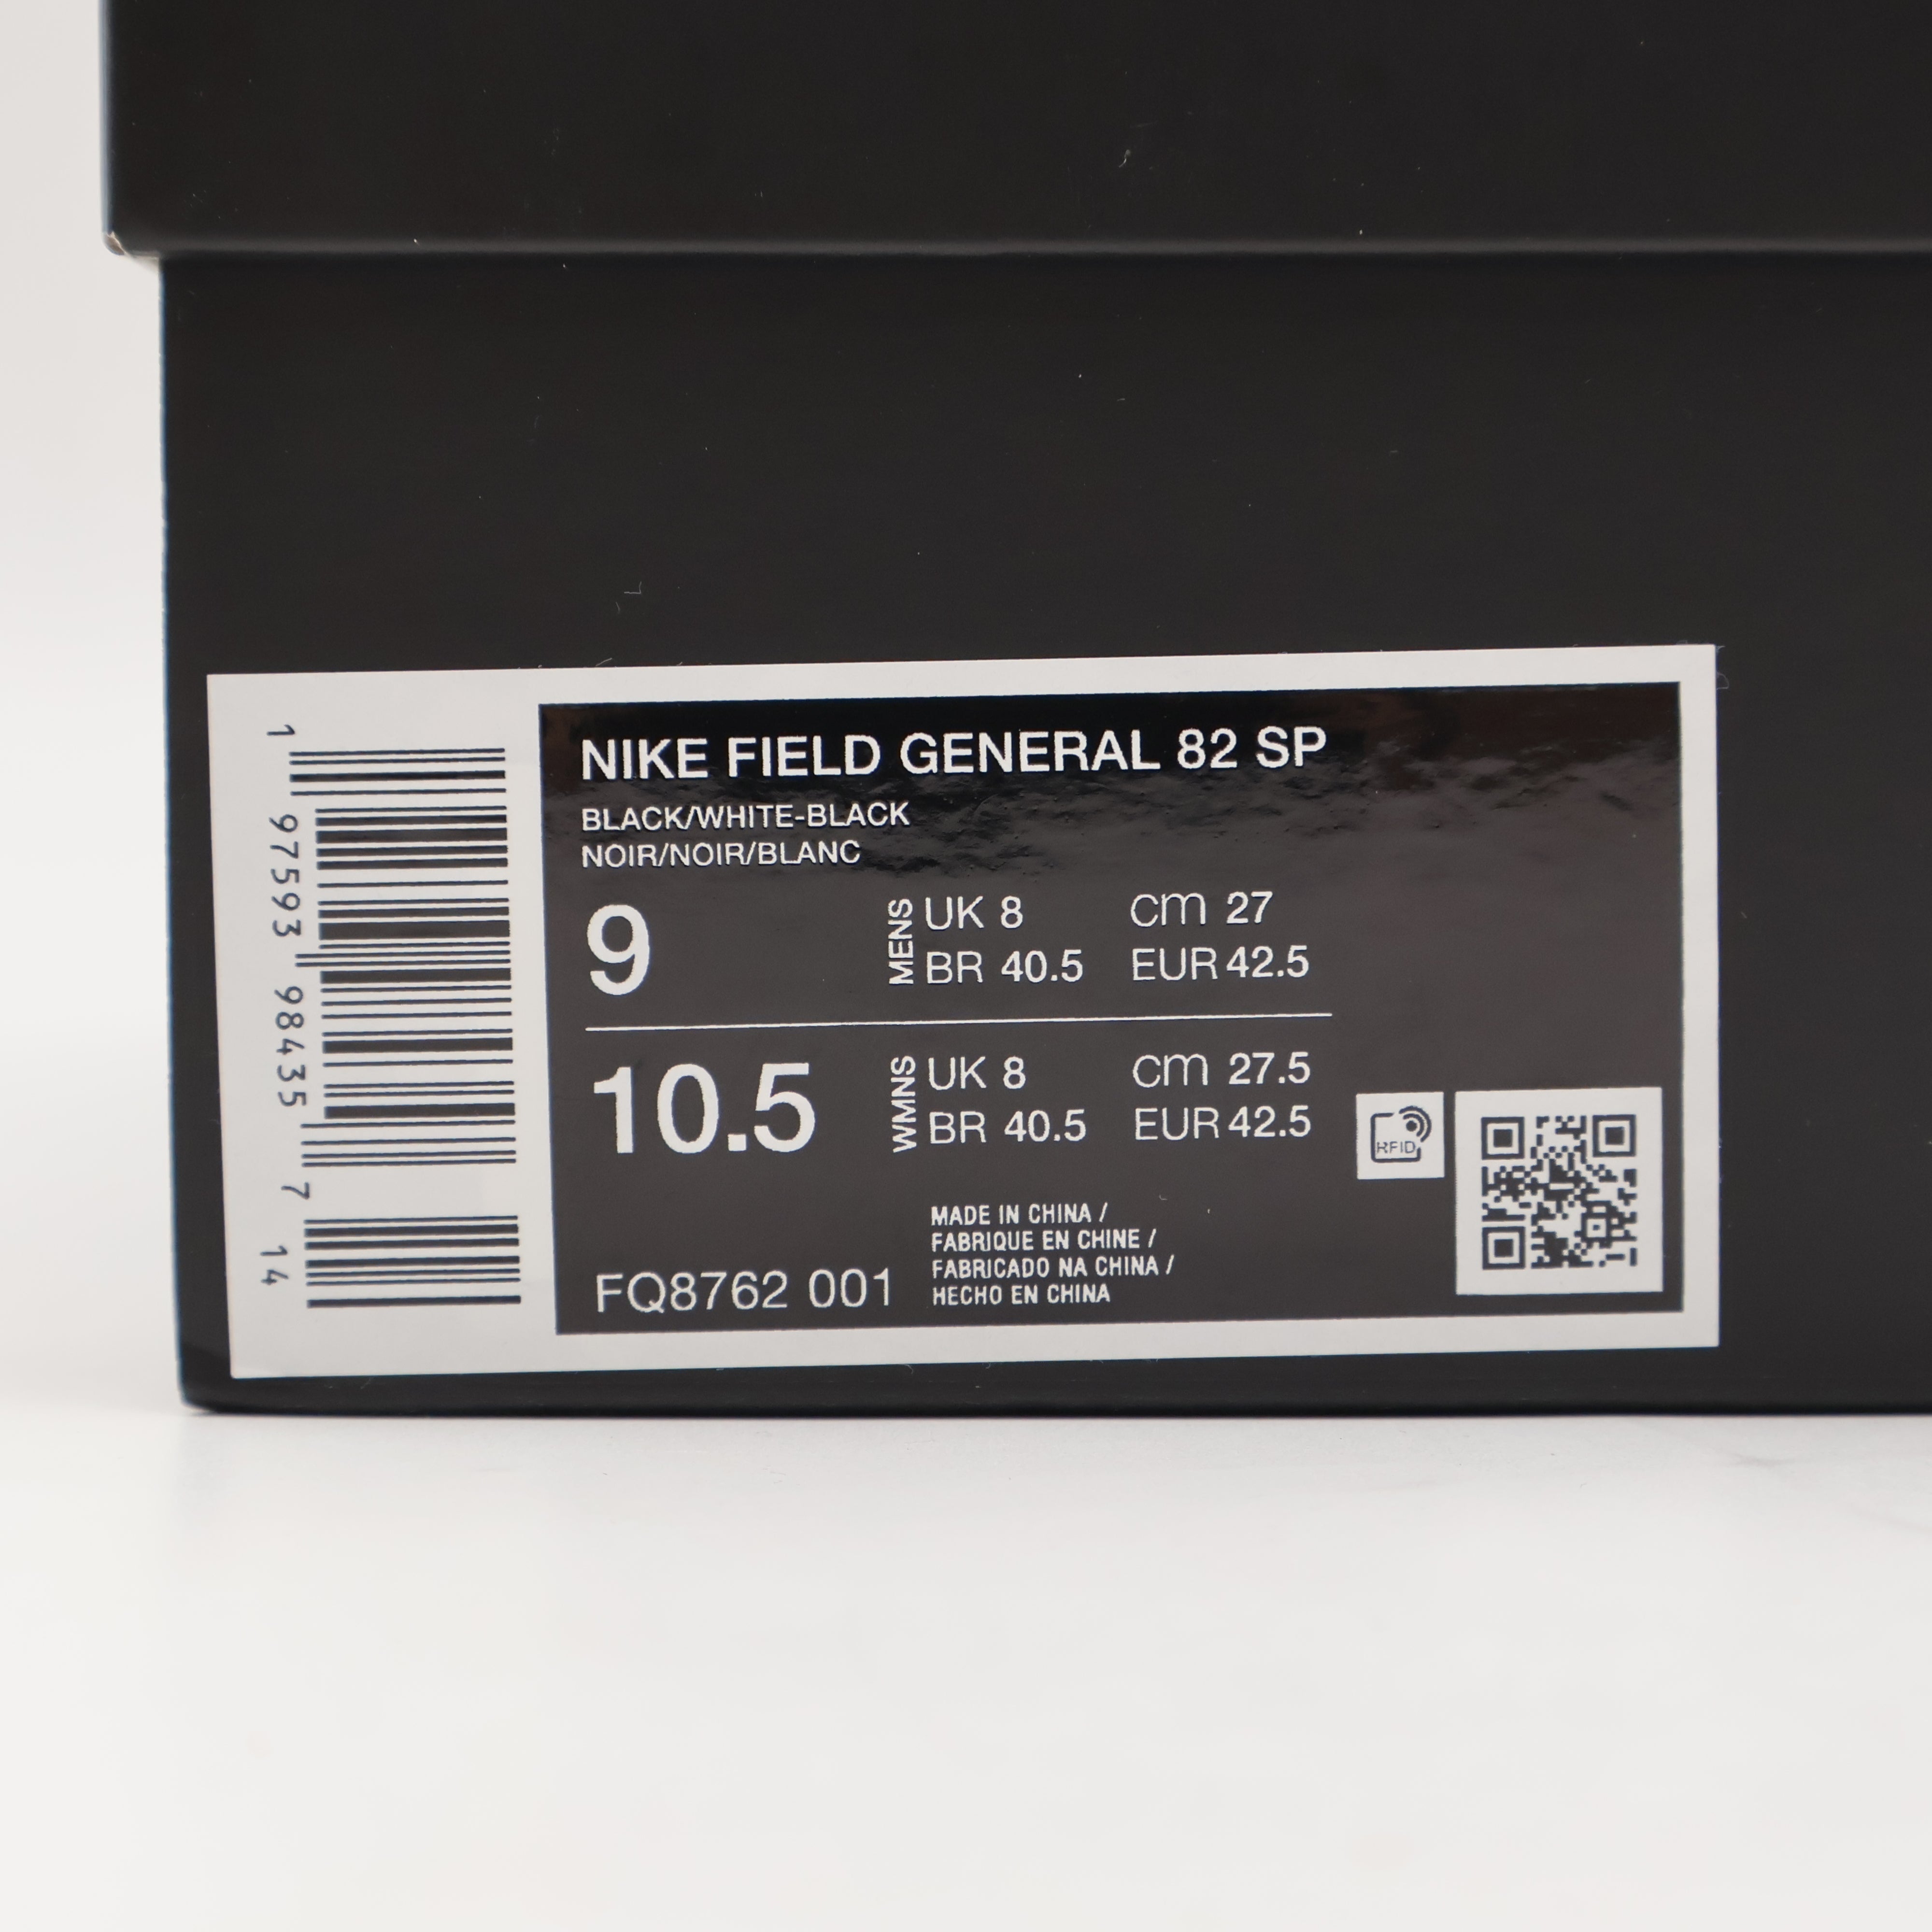 1 97593 98435 7 14
NIKE FIELD GENERAL 82 SP
BLACK/WHITE-BLACK
NOIR/NOIR/BLANC
9 MENS UK 8 cm 27
BR 40.5 EUR 42.5
10.5 WMNS UK 8 cm 27.5
BR 40.5 EUR 42.5
RFID
MADE IN CHINA /
FABRIQUE EN CHINE /
FABRICADO NA CHINA /
HECHO EN CHINA
FQ8762 001